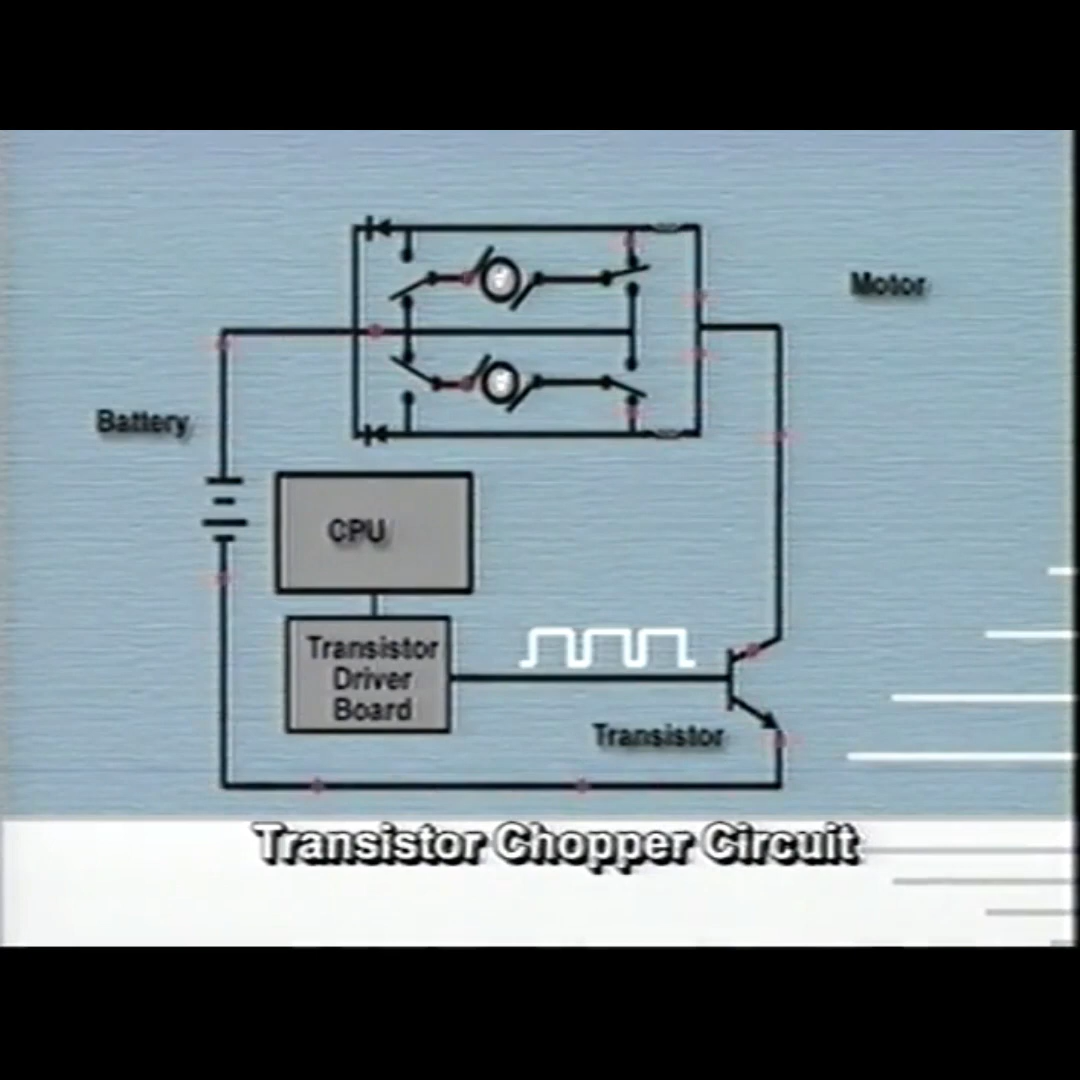 Motor
Battery
CPU
Transistor
Driver
Board
Transistor
Transistor Chopper Circuit